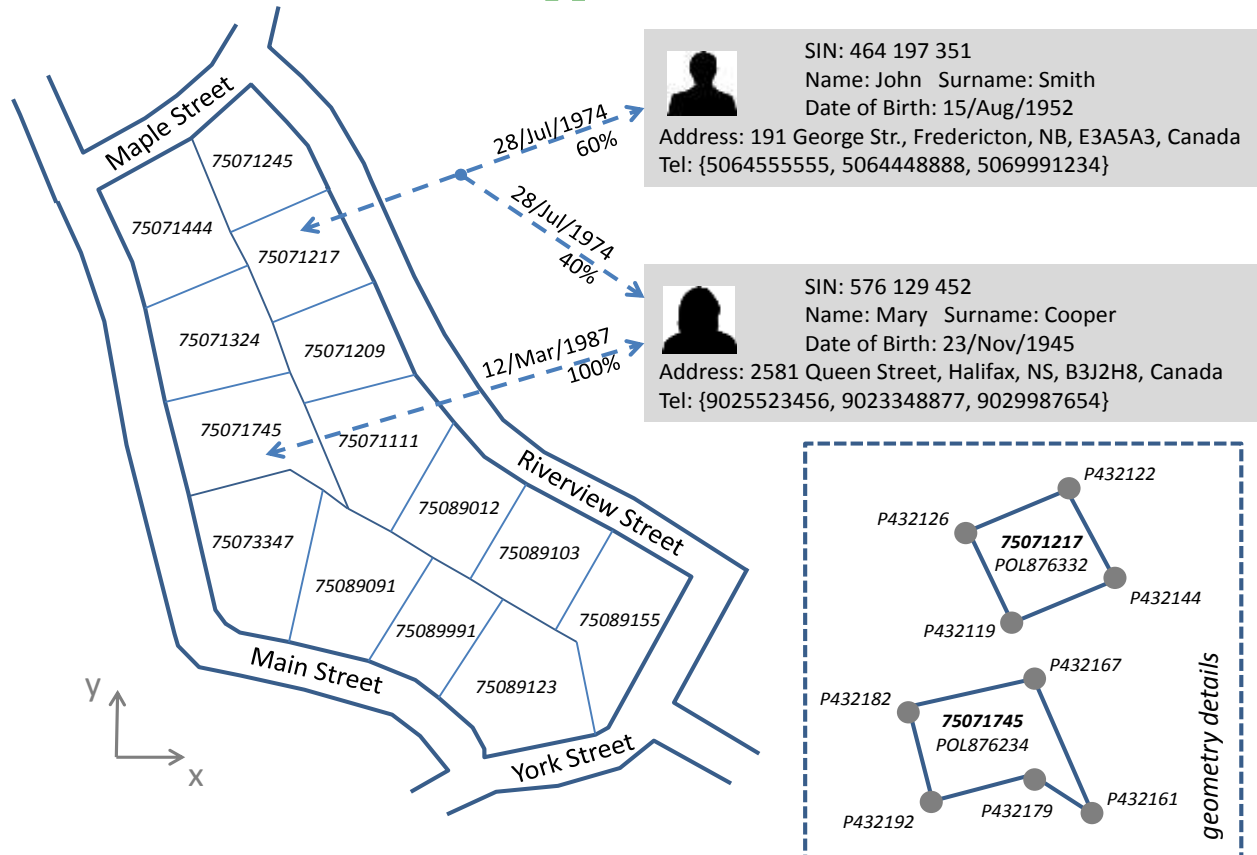 Maple Street
75071245
75071444
75071217
75071324
75071209
75071745
75071111
75089012
75073347
75089103
75089091
75089991
75089155
75089123
Riverview Street
Main Street
York Street
y
x
28/Jul/1974
60%
28/Jul/1974
40%
12/Mar/1987
100%
SIN: 464 197 351
Name: John Surname: Smith
Date of Birth: 15/Aug/1952
Address: 191 George Str., Fredericton, NB, E3A5A3, Canada
Tel: {5064555555, 5064448888, 5069991234}
SIN: 576 129 452
Name: Mary Surname: Cooper
Date of Birth: 23/Nov/1945
Address: 2581 Queen Street, Halifax, NS, B3J2H8, Canada
Tel: {9025523456, 9023348877, 9029987654}
P432122
P432126
75071217
POL876332
P432144
P432119
P432167
P432182
75071745
POL876234
P432179
P432161
P432192
geometry details